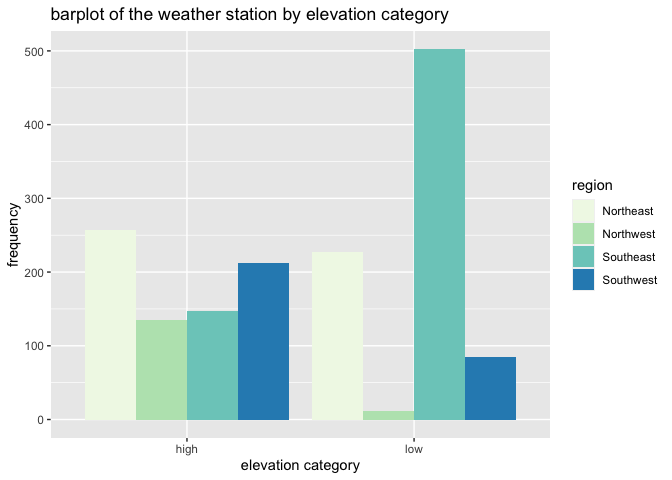 barplot of the weather station by elevation category
500
400
300
200
100
0
frequency
high
low
elevation category
region
Northeast
Northwest
Southeast
Southwest